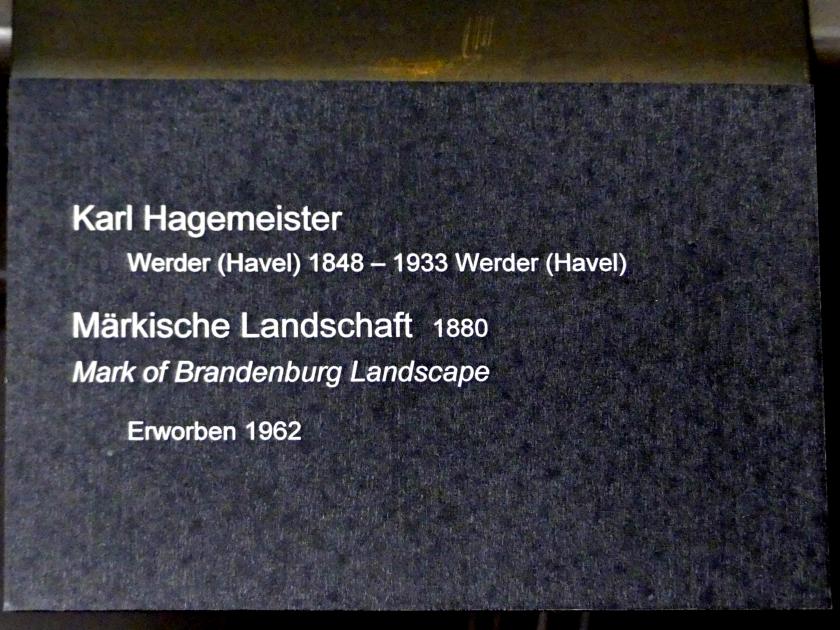 Karl Hagemeister
Werder (Havel) 1848 – 1933 Werder (Havel)
Märkische Landschaft 1880
Mark of Brandenburg Landscape
Erworben 1962